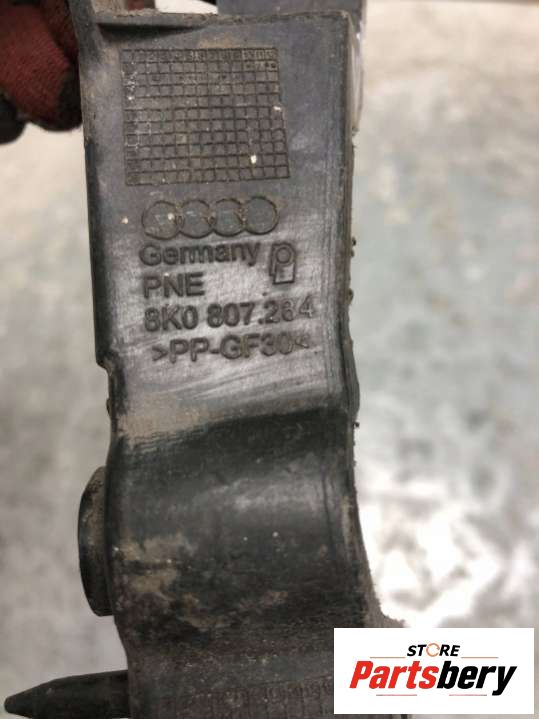 Germany
PNE
8K0 807.284
>PP-GF30<
STORE
Partsbery